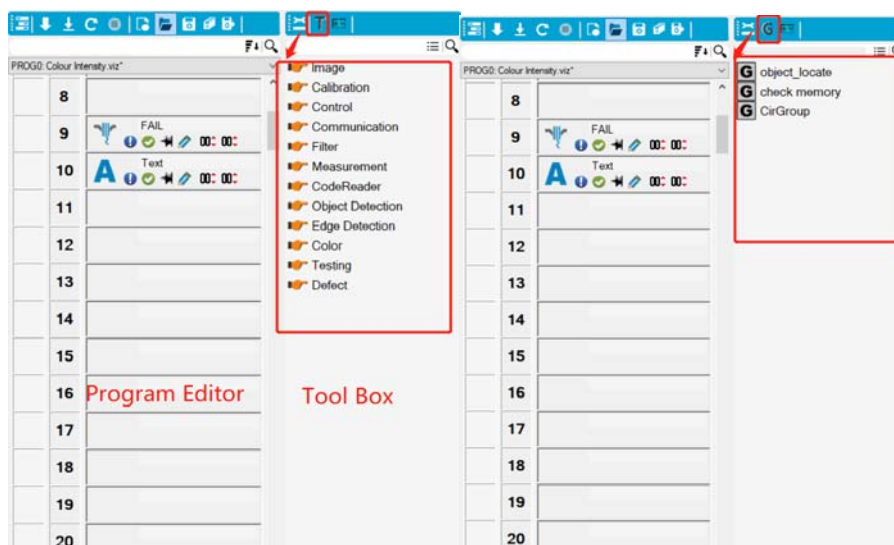 T
PROG0: Colour Intensity.viz*
8
9
FAIL
10
Text
A
11
12
13
14
15
16
Program Editor
17
18
19
20
Image
Calibration
Control
Communication
Filter
Measurement
CodeReader
Object Detection
Edge Detection
Color
Testing
Defect
Tool Box
G
PROG0: Colour Intensity.viz*
8
9
FAIL
10
Text
A
11
12
13
14
15
16
17
18
19
20
G object_locate
G check memory
G CirGroup